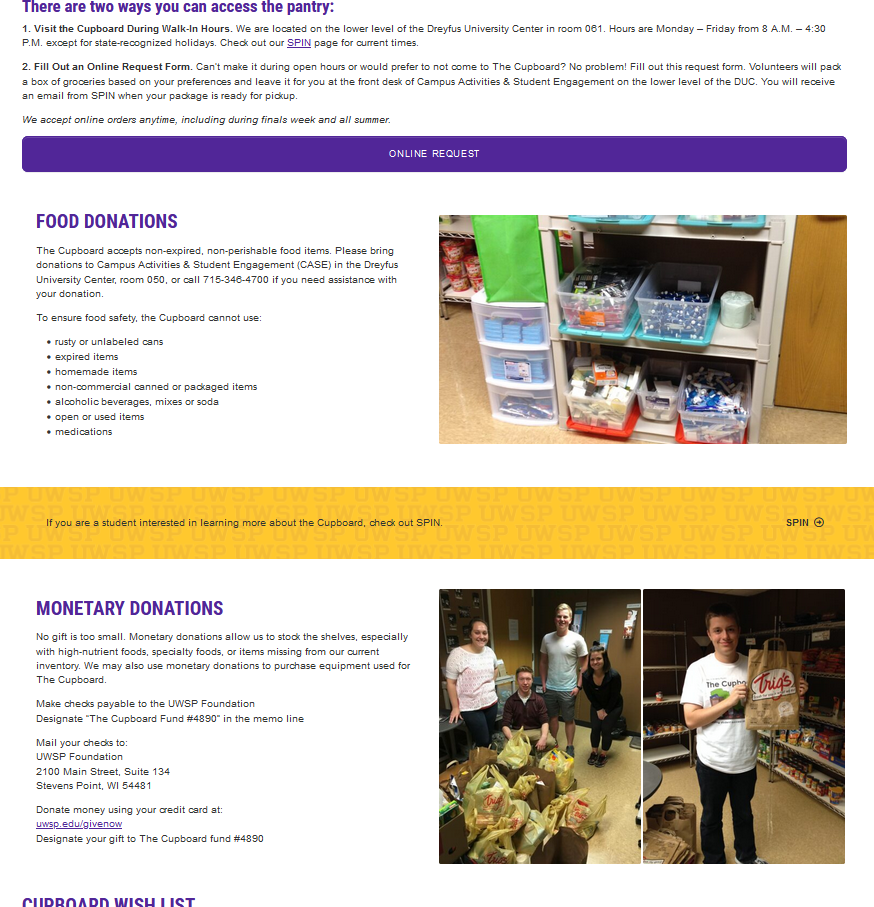 There are two ways you can access the pantry:
1. Visit the Cupboard During Walk-In Hours. We are located on the lower level of the Dreyfus University Center in room 061. Hours are Monday – Friday from 8 A.M. – 4:30
P.M. except for state-recognized holidays. Check out our SPIN page for current times.
2. Fill Out an Online Request Form. Can't make it during open hours or would prefer to not come to The Cupboard? No problem! Fill out this request form. Volunteers will pack
a box of groceries based on your preferences and leave it for you at the front desk of Campus Activities & Student Engagement on the lower level of the DUC. You will receive
an email from SPIN when your package is ready for pickup.
We accept online orders anytime, including during finals week and all summer.
ONLINE REQUEST
FOOD DONATIONS
The Cupboard accepts non-expired, non-perishable food items. Please bring
donations to Campus Activities & Student Engagement (CASE) in the Dreyfus
University Center, room 050, or call 715-346-4700 if you need assistance with
your donation.
To ensure food safety, the Cupboard cannot use:
• rusty or unlabeled cans
• expired items
• homemade items
• non-commercial canned or packaged items
• alcoholic beverages, mixes or soda
• open or used items
• medications
If you are a student interested in learning more about the Cupboard, check out SPIN.
SPIN
MONETARY DONATIONS
No gift is too small. Monetary donations allow us to stock the shelves, especially
with high-nutrient foods, specialty foods, or items missing from our current
inventory. We may also use monetary donations to purchase equipment used for
The Cupboard.
Make checks payable to the UWSP Foundation
Designate "The Cupboard Fund #4890" in the memo line
Mail your checks to:
UWSP Foundation
2100 Main Street, Suite 134
Stevens Point, WI 54481
Donate money using your credit card at:
uwsp.edu/givenow
Designate your gift to The Cupboard fund #4890
The Cupbo
Trig's
CUPBOARD WISH LIST